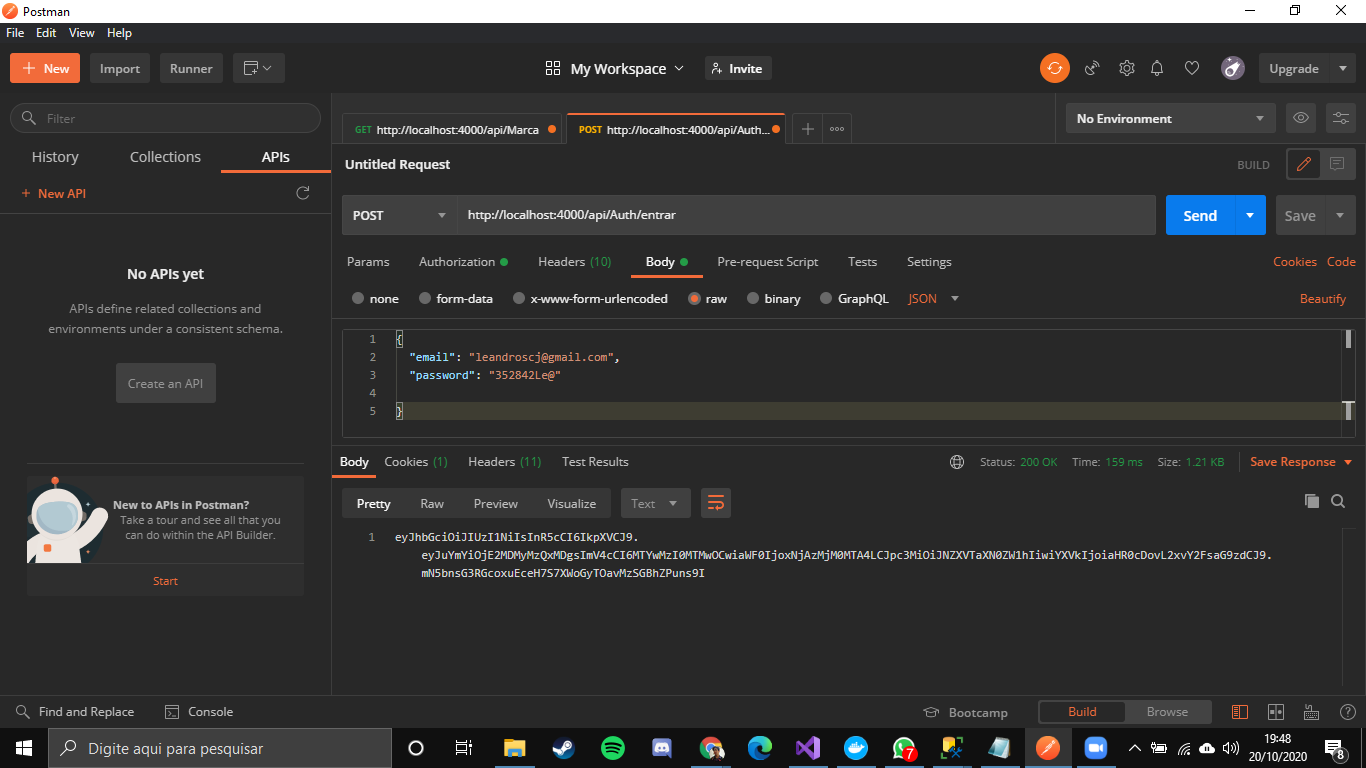 Postman
File Edit View Help
New Import Runner My Workspace Invite Upgrade
Filter
History Collections APIs
New API
No APIs yet
APIs define related collections and
environments under a consistent schema.
Create an API
New to APIs in Postman?
Take a tour and see all that you
can do within the API Builder.
Start
GET http://localhost:4000/api/Marca POST http://localhost:4000/api/Auth... No Environment
Untitled Request BUILD
POST http://localhost:4000/api/Auth/entrar Send Save
Params Authorization Headers (10) Body Pre-request Script Tests Settings Cookies Code
none form-data x-www-form-urlencoded raw binary GraphQL JSON Beautify
1 {
2 "email": "leandroscj@gmail.com",
3 "password": "352842Le@"
4
5 }
Body Cookies (1) Headers (11) Test Results Status: 200 OK Time: 159 ms Size: 1.21 KB Save Response
Pretty Raw Preview Visualize Text
1 eyJhbGciOiJIUzI1NiIsInR5cCI6IkpXVCJ9.
eyJuYmYiOjE2MDMyMzQxMDgsImV4cCI6MTYwMzI0MTMwOCwiaWF0IjoxNjAzMjM0MTA4LCJpc3MiOiJNZXVTaXN0ZW1hIiwiYXVkIjoiaHR0cDovL2xvY2FsaG9zdCJ9.
mN5bnsG3RGcoxuEceH7S7XWoGyTOavMzSGBhZPuns9I
Find and Replace Console Bootcamp Build Browse
Digite aqui para pesquisar 7 19:48
20/10/2020 8